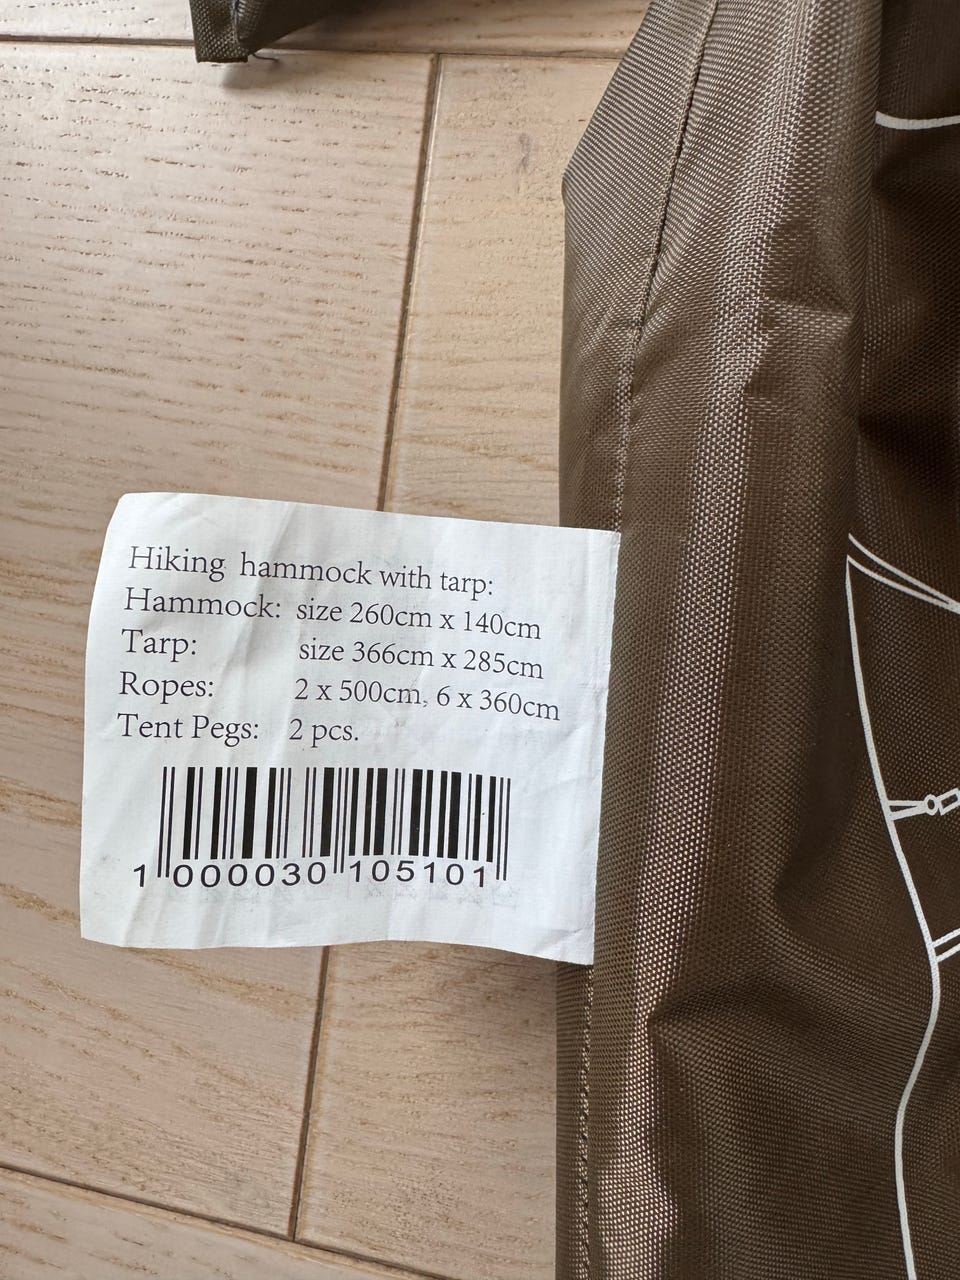 Hiking hammock with tarp:
Hammock: size 260cm x 140cm
Tarp: size 366cm x 285cm
Ropes: 2 x 500cm, 6 x 360cm
Tent Pegs: 2 pcs.
1 000030 105101